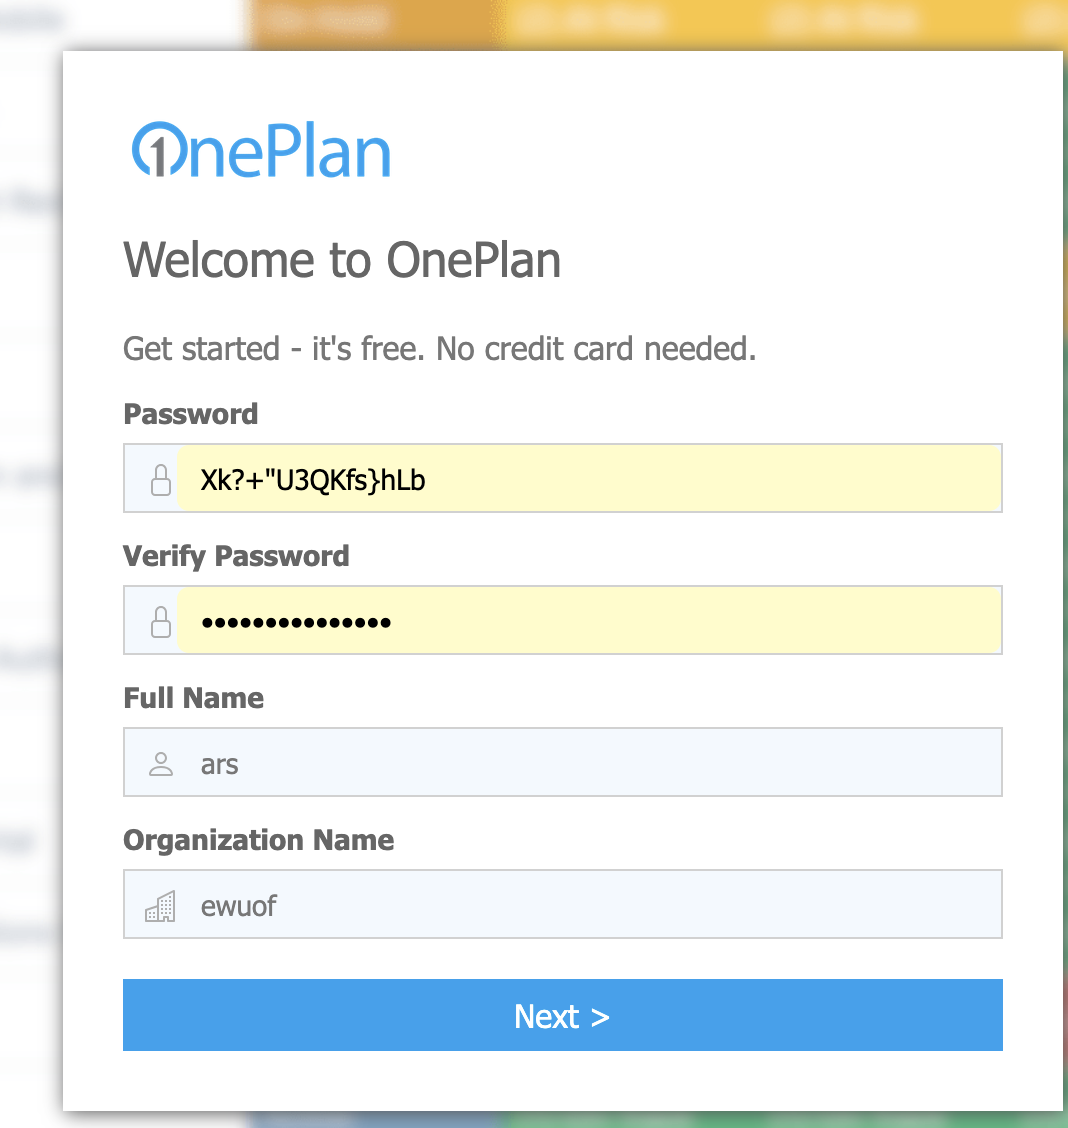 OnePlan
Welcome to OnePlan
Get started - it's free. No credit card needed.
Password
Xk?+"U3QKfs}hLb
Verify Password
•••••••••••••••
Full Name
ars
Organization Name
ewuof
Next >